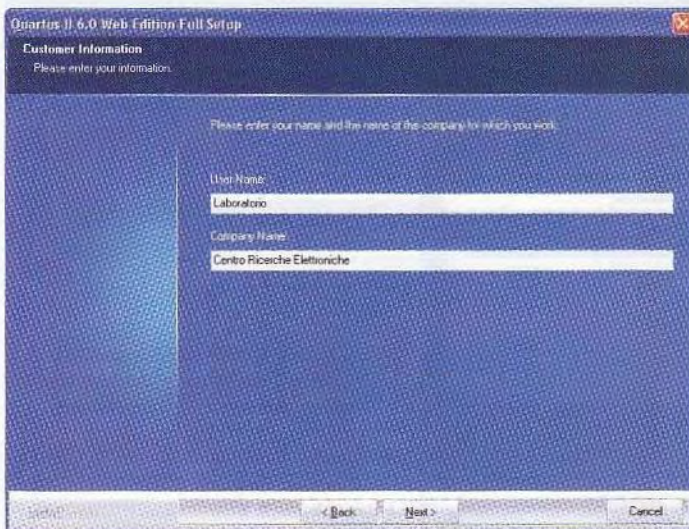 Quartus II 6.0 Web Edition Full Setup
Customer Information
Please enter your information.
Please enter your name and the name of the company for which you work.
User Name:
Laboratorio
Company Name:
Centro Ricerche Elettroniche
InstallShield
< Back
Next >
Cancel